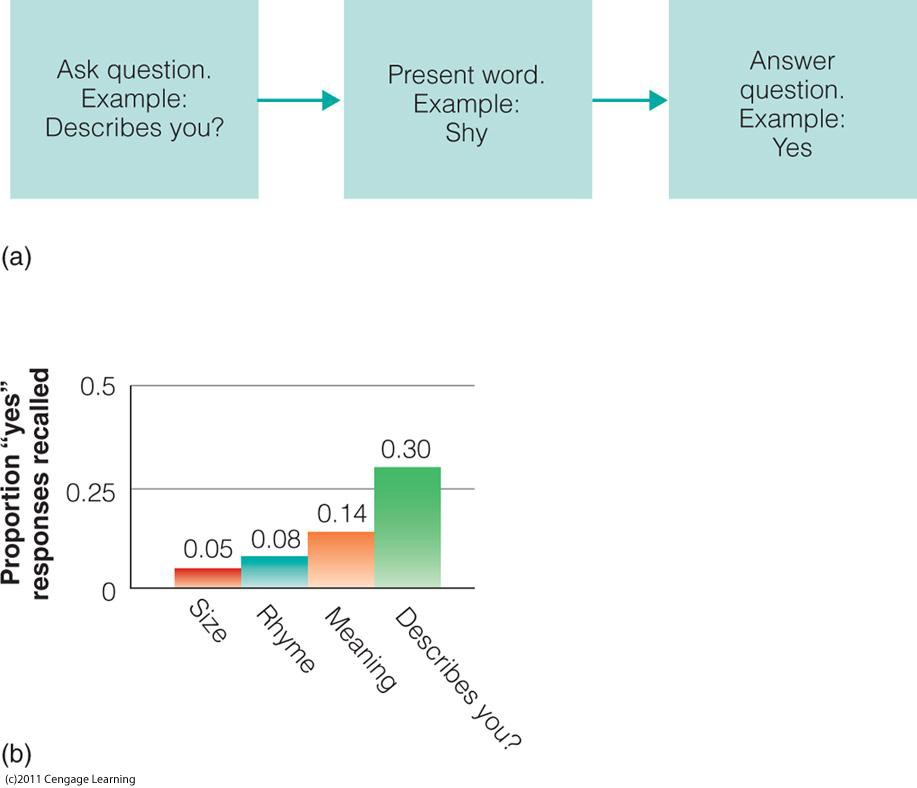 Ask question.
Example:
Describes you?
Present word.
Example:
Shy
Answer
question.
Example:
Yes
(a)
Proportion “yes”
responses recalled
0.5
0.25
0
0.05
0.08
0.14
0.30
Size
Rhyme
Meaning
Describes you?
(b)
(c)2011 Cengage Learning